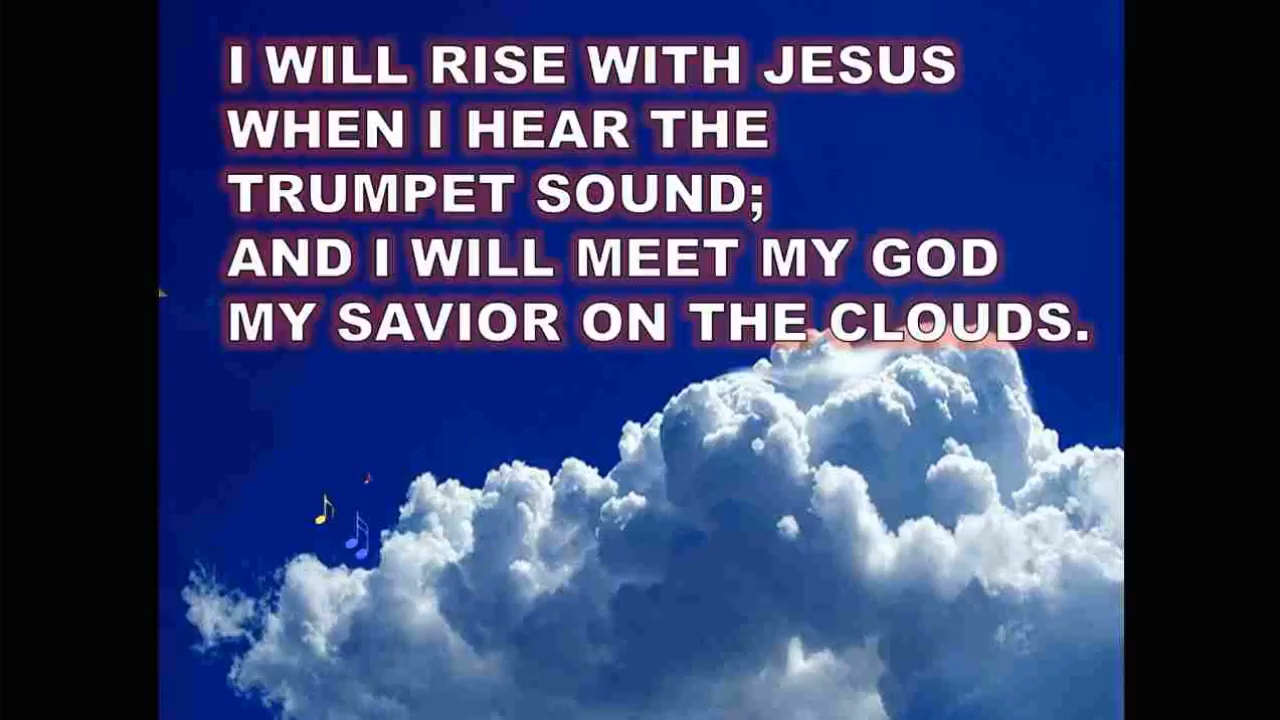 I WILL RISE WITH JESUS
WHEN I HEAR THE
TRUMPET SOUND;
AND I WILL MEET MY GOD
MY SAVIOR ON THE CLOUDS.